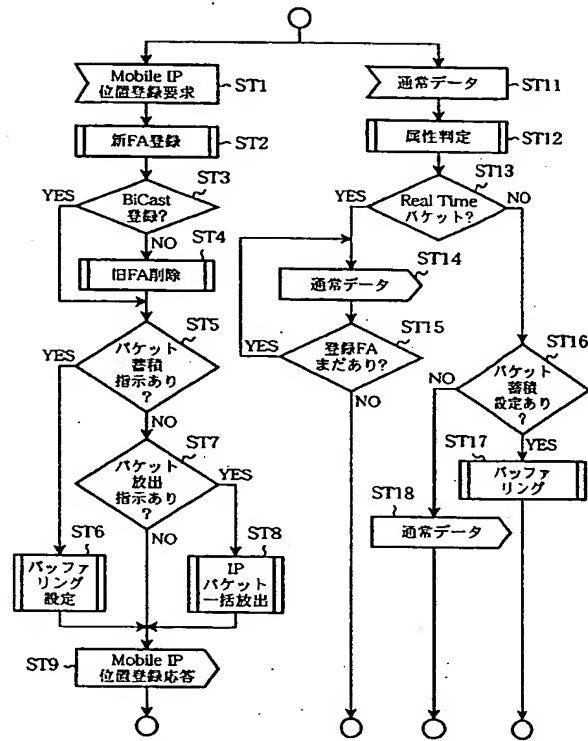 Mobile IP
位置登録要求
ST1
新FA登録
ST2
ST3
YES
BiCast
登録?
NO
ST4
旧FA削除
ST5
YES
パケット
蓄積
指示あり
?
NO
ST7
パケット
放出
指示あり
?
YES
NO
ST6
バッファ
リング
設定
ST8
IP
パケット
一括放出
ST9
Mobile IP
位置登録応答
通常データ
ST11
属性判定
ST12
ST13
YES
Real Time
パケット?
NO
ST14
通常データ
ST15
YES
登録FA
まだあり?
NO
ST16
NO
パケット
蓄積
設定あり
?
YES
ST17
バッファ
リング
ST18
通常データ